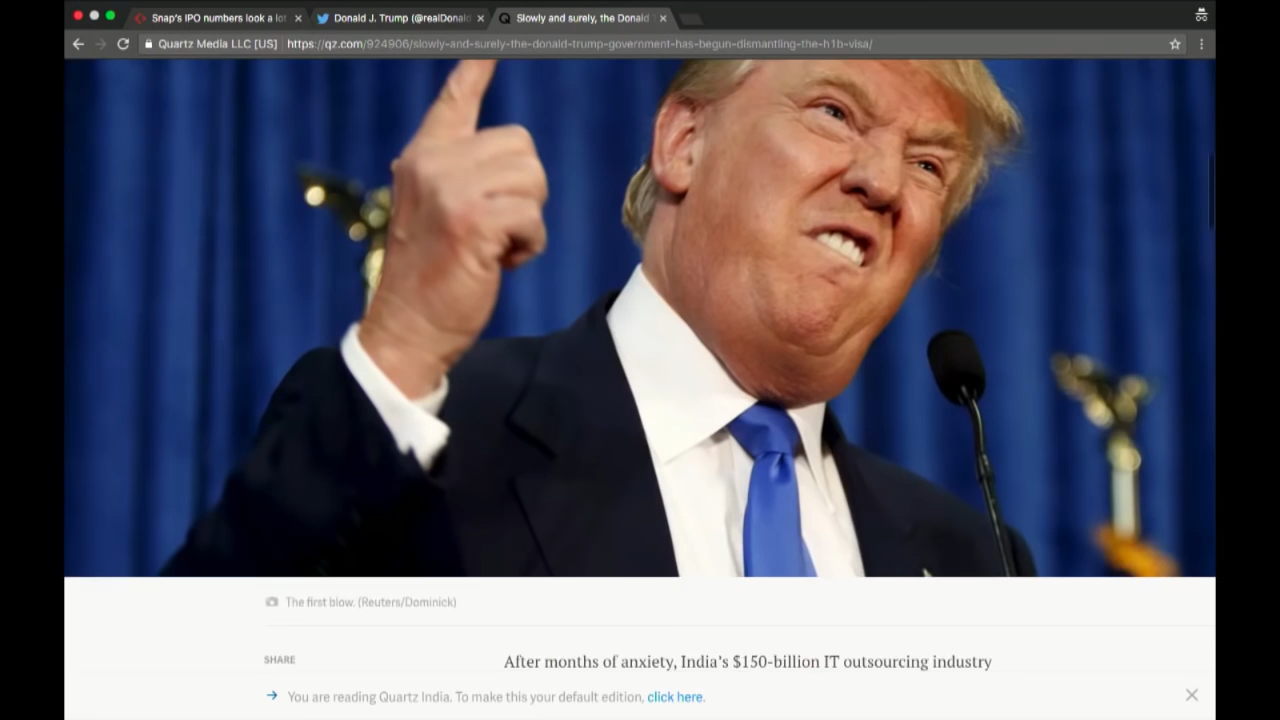 Snap's IPO numbers look a lot
Donald J. Trump (@realDonald
Slowly and surely, the Donald
Quartz Media LLC [US]
https://qz.com/924906/slowly-and-surely-the-donald-trump-government-has-begun-dismantling-the-h1b-visa/
The first blow. (Reuters/Dominick)
SHARE
After months of anxiety, India's $150-billion IT outsourcing industry
You are reading Quartz India. To make this your default edition, click here.